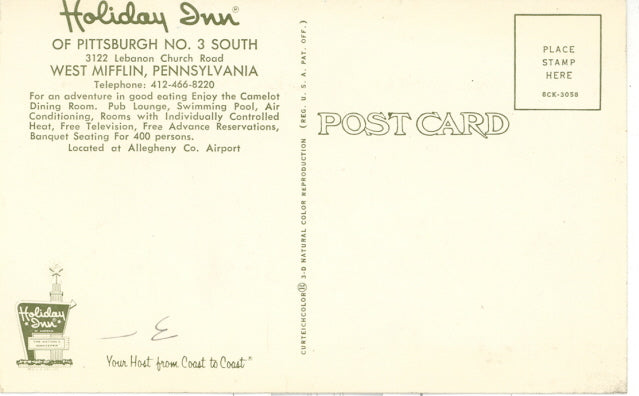 Holiday Inn®
OF PITTSBURGH NO. 3 SOUTH
3122 Lebanon Church Road
WEST MIFFLIN, PENNSYLVANIA
Telephone: 412-466-8220
For an adventure in good eating Enjoy the Camelot
Dining Room. Pub Lounge, Swimming Pool, Air
Conditioning, Rooms with Individually Controlled
Heat, Free Television, Free Advance Reservations,
Banquet Seating For 400 persons.
Located at Allegheny Co. Airport
Holiday
Inn
Your Host from Coast to Coast"
CURTEICHCOLOR® 3-D NATURAL COLOR REPRODUCTION (REG. U. S. A. PAT. OFF.)
POST CARD
PLACE
STAMP
HERE
8CK-3058